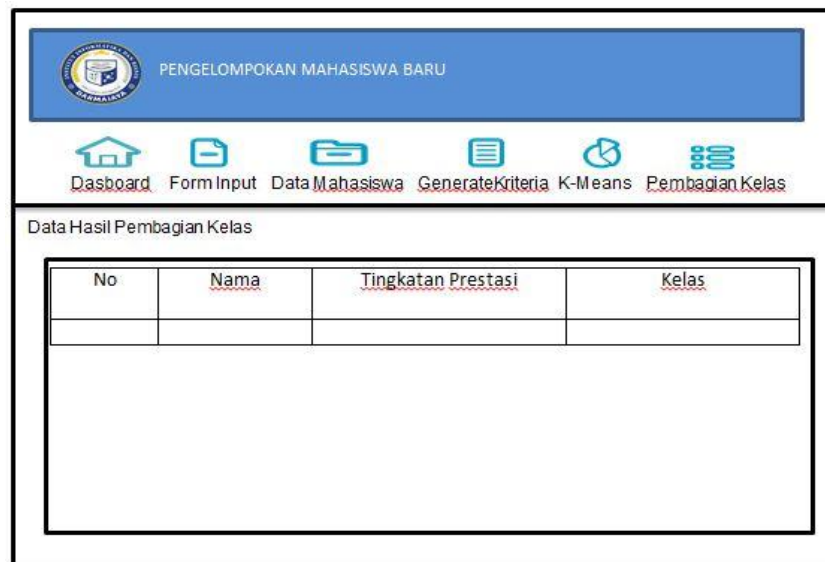 PENGELOMPOKAN MAHASISWA BARU
DARMAJAYA
Dasboard Form Input Data Mahasiswa GenerateKriteria K-Means Pembagian Kelas
Data Hasil Pembagian Kelas
No Nama Tingkatan Prestasi Kelas